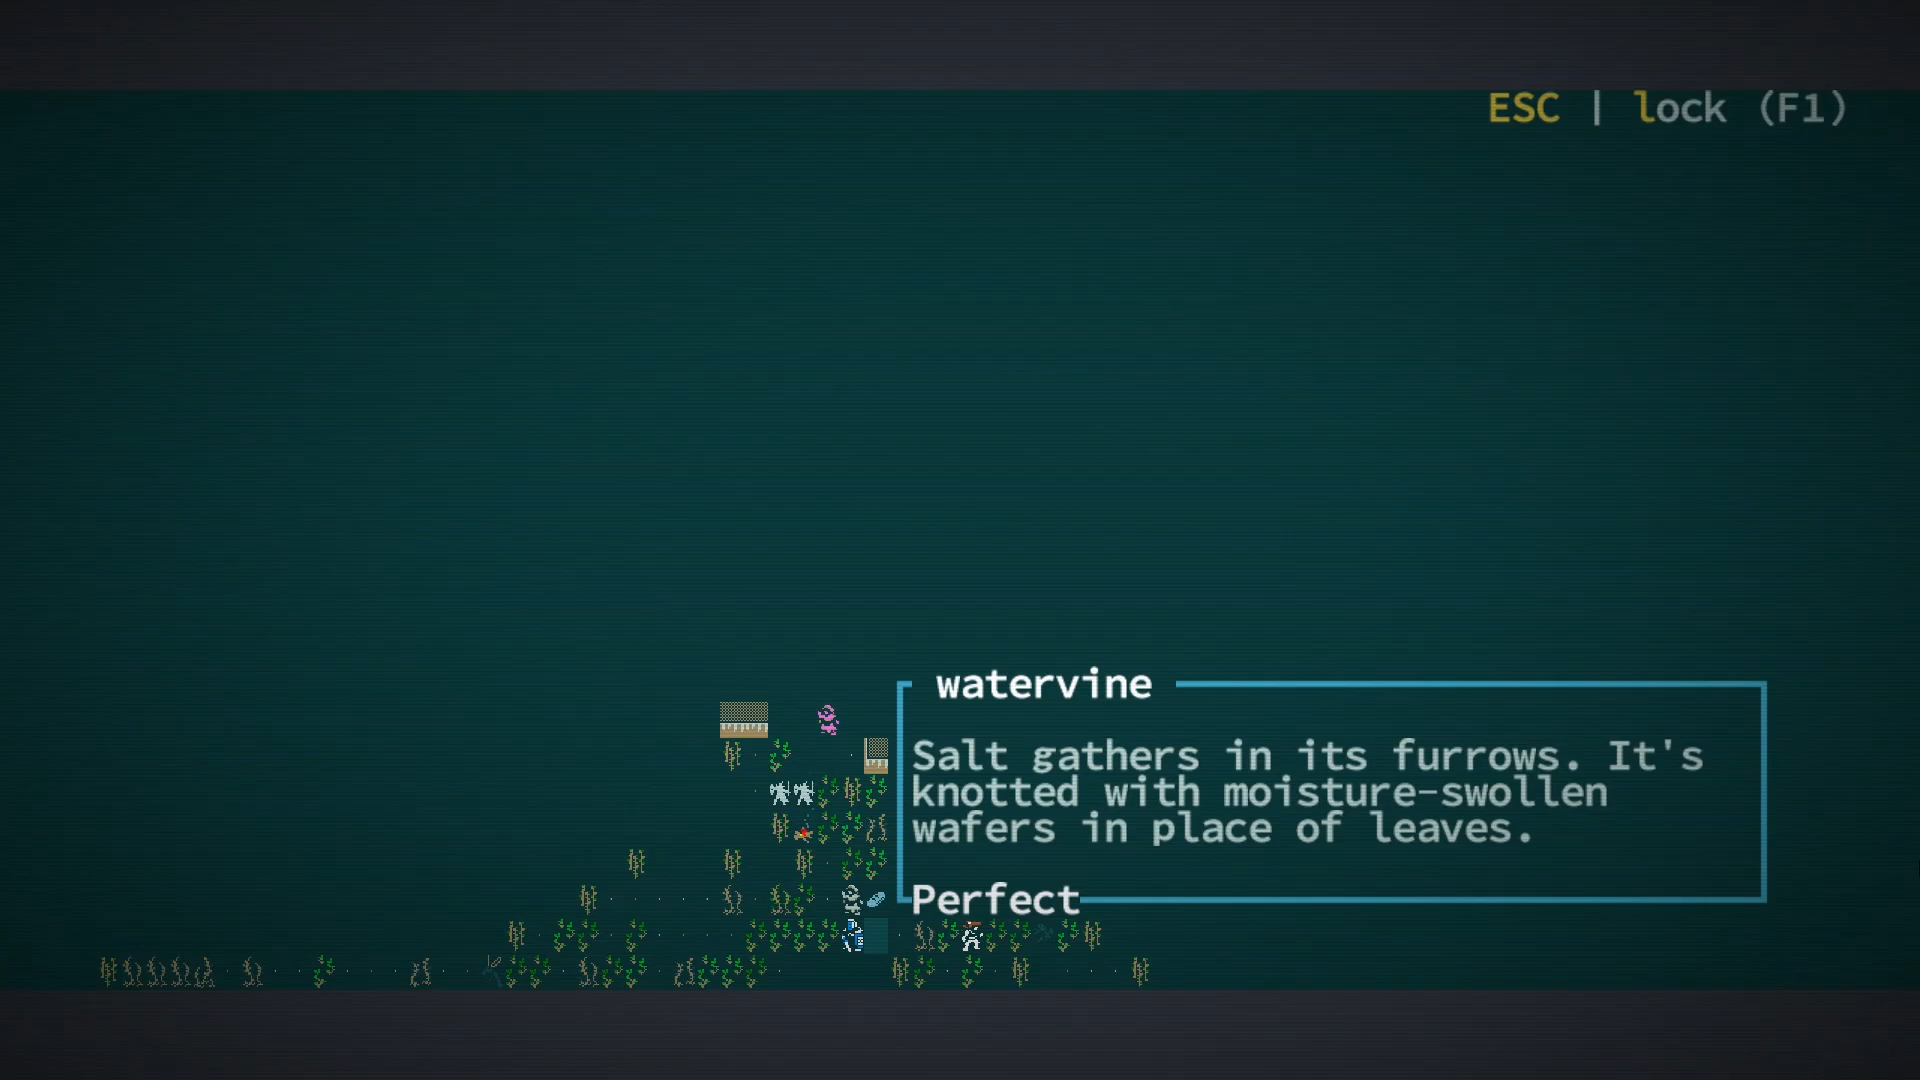 ESC | lock (F1)
watervine
Salt gathers in its furrows. It's
knotted with moisture-swollen
wafers in place of leaves.
Perfect